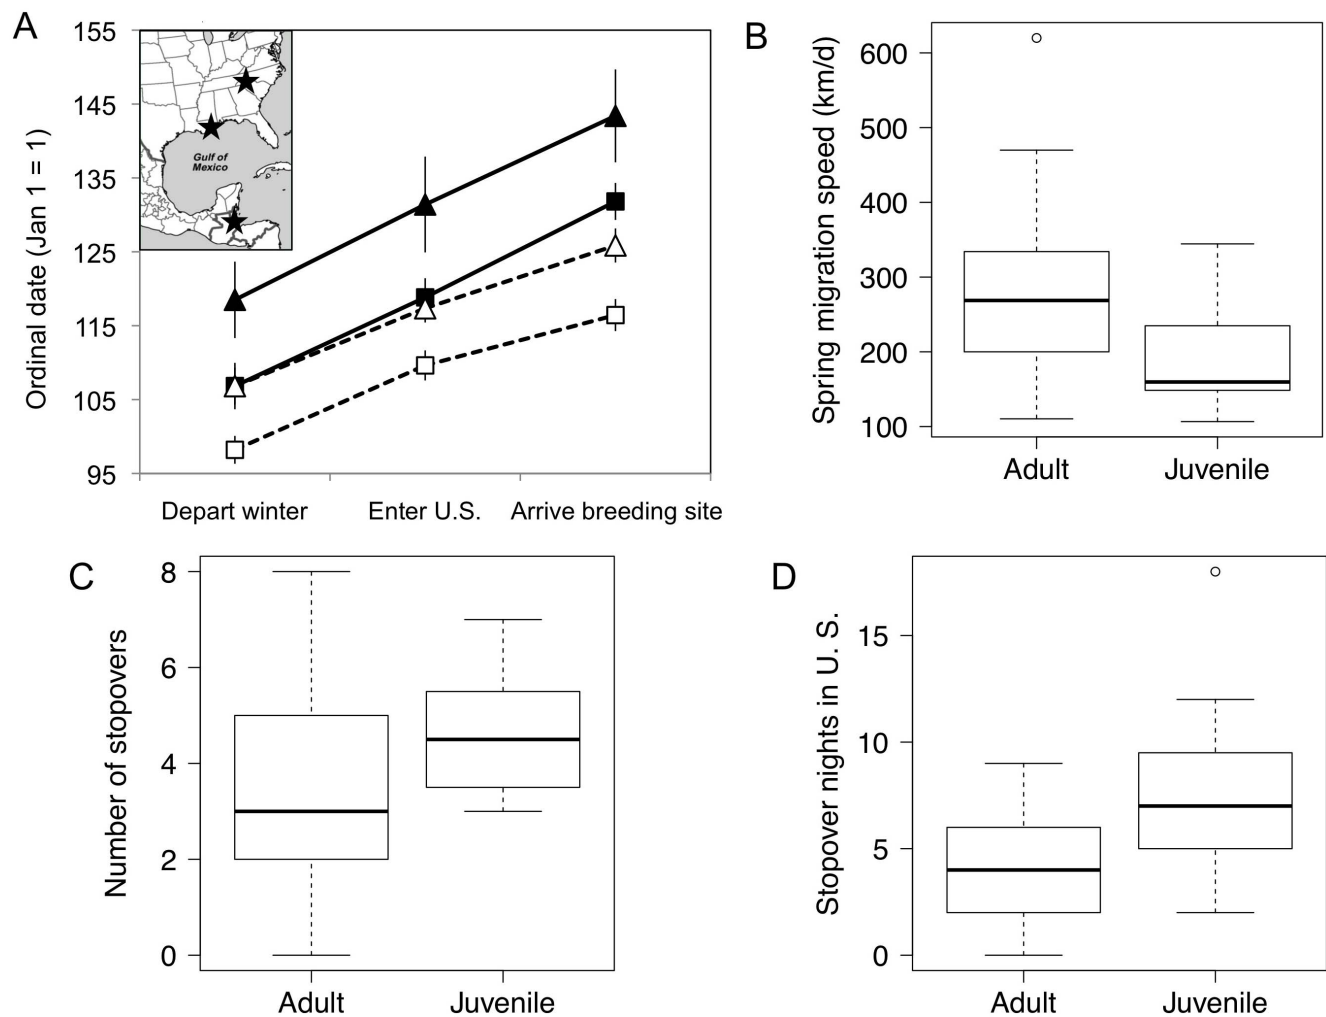 A
155
145
135
125
115
105
95
Ordinal date (Jan 1 = 1)
Gulf of
Mexico
Depart winter
Enter U.S.
Arrive breeding site
B
Spring migration speed (km/d)
600
500
400
300
200
100
Adult
Juvenile
C
Number of stopovers
8
6
4
2
0
Adult
Juvenile
D
Stopover nights in U. S.
15
10
5
0
Adult
Juvenile